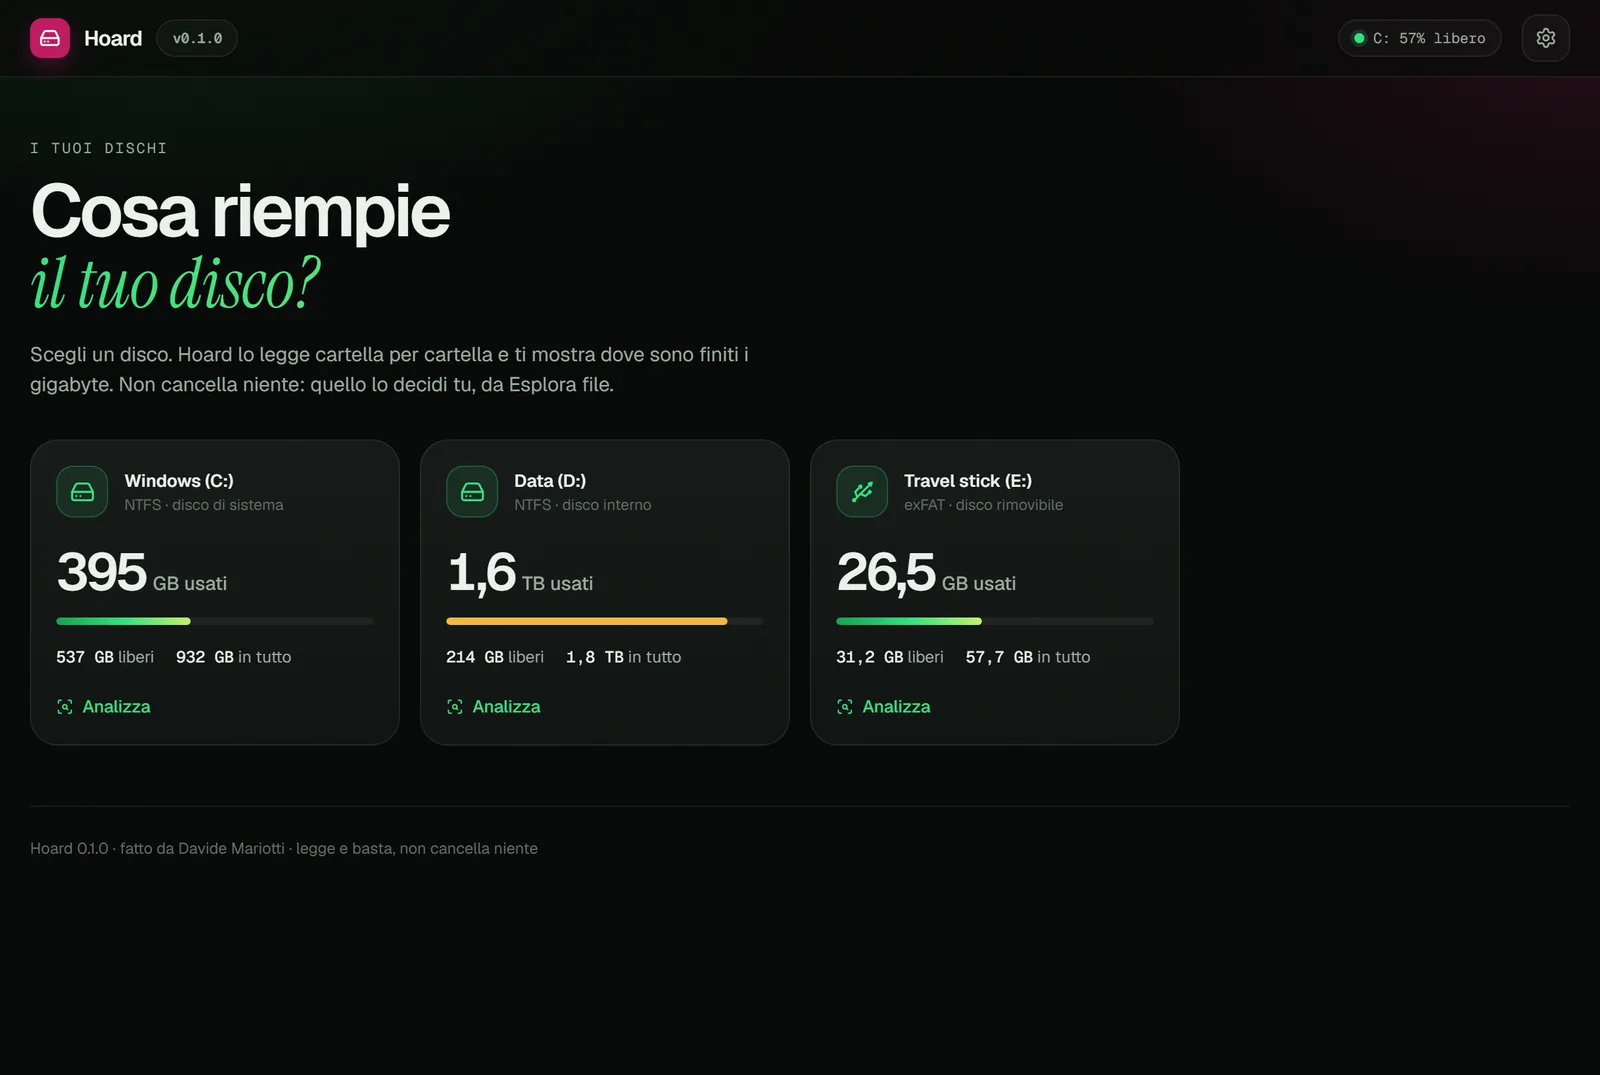 Hoard v0.1.0 C: 57% libero
I TUOI DISCHI
Cosa riempie
il tuo disco?
Scegli un disco. Hoard lo legge cartella per cartella e ti mostra dove sono finiti i
gigabyte. Non cancella niente: quello lo decidi tu, da Esplora file.
Windows (C:)
NTFS · disco di sistema
395 GB usati
537 GB liberi 932 GB in tutto
Analizza
Data (D:)
NTFS · disco interno
1,6 TB usati
214 GB liberi 1,8 TB in tutto
Analizza
Travel stick (E:)
exFAT · disco rimovibile
26,5 GB usati
31,2 GB liberi 57,7 GB in tutto
Analizza
Hoard 0.1.0 · fatto da Davide Mariotti · legge e basta, non cancella niente